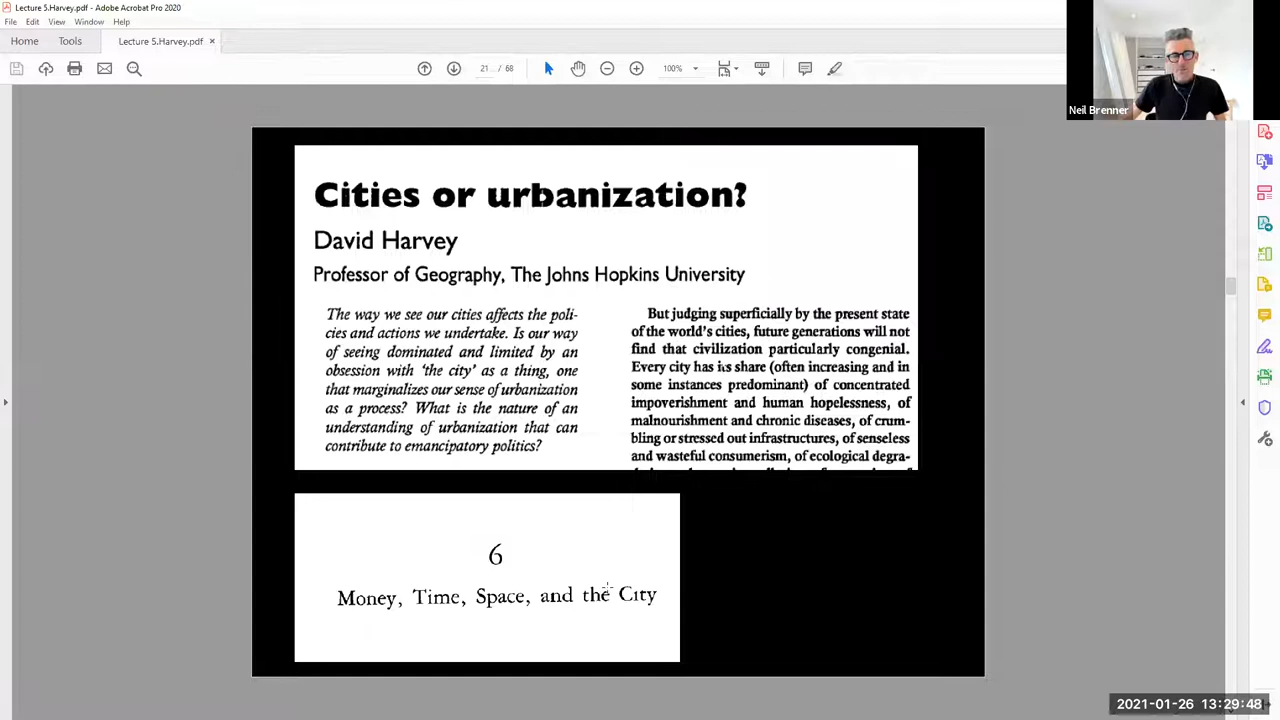 Lecture 5.Harvey.pdf - Adobe Acrobat Pro 2020
File Edit View Window Help
Home Tools Lecture 5.Harvey.pdf ×
21 / 68 100%
Neil Brenner
Cities or urbanization?
David Harvey
Professor of Geography, The Johns Hopkins University
The way we see our cities affects the poli-
cies and actions we undertake. Is our way
of seeing dominated and limited by an
obsession with ‘the city’ as a thing, one
that marginalizes our sense of urbanization
as a process? What is the nature of an
understanding of urbanization that can
contribute to emancipatory politics?
But judging superficially by the present state
of the world's cities, future generations will not
find that civilization particularly congenial.
Every city has its share (often increasing and in
some instances predominant) of concentrated
impoverishment and human hopelessness, of
malnourishment and chronic diseases, of crum-
bling or stressed out infrastructures, of senseless
and wasteful consumerism, of ecological degra-
6
Money, Time, Space, and the City
2021-01-26 13:29:48